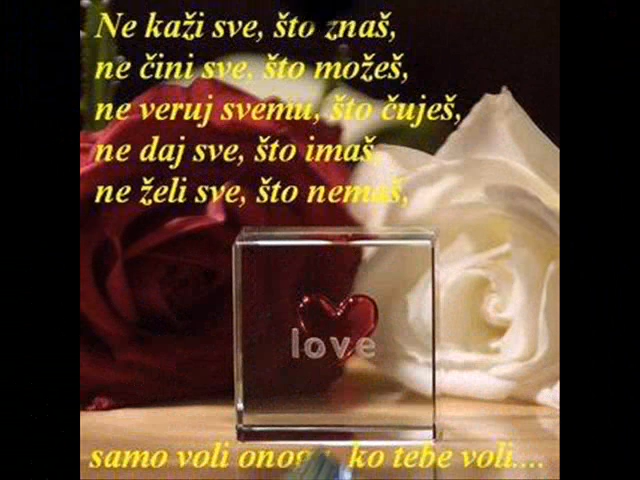 Ne kaži sve, što znaš,
ne čini sve, što možeš,
ne veruj svemu, što čuješ,
ne daj sve, što imaš,
ne želi sve, što nemaš,
love
samo voli onoga, ko tebe voli....